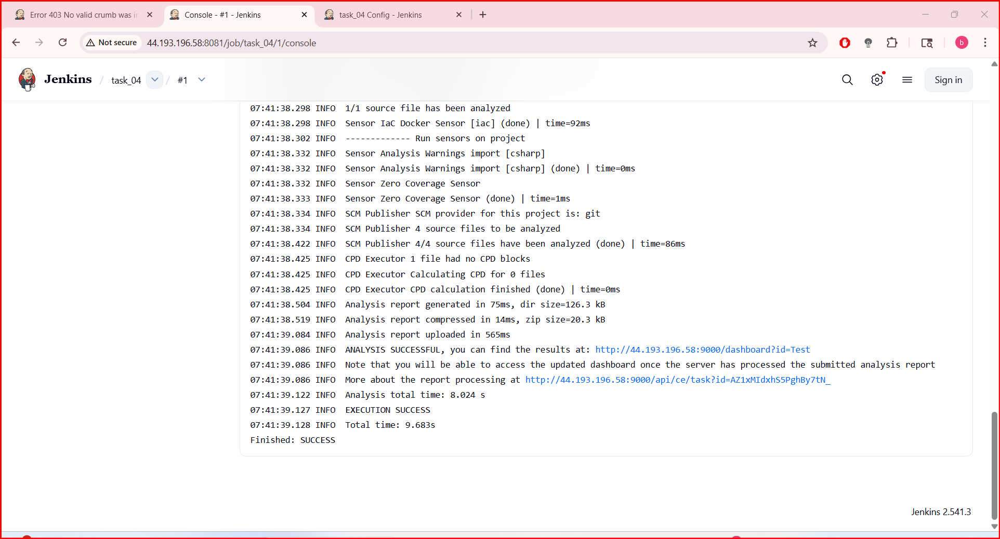 Error 403 No valid crumb was in
Console - #1 - Jenkins
task_04 Config - Jenkins
Not secure
44.193.196.58:8081/job/task_04/1/console
b
Jenkins / task_04 / #1
Sign in
07:41:38.298 INFO  1/1 source file has been analyzed
07:41:38.298 INFO  Sensor IaC Docker Sensor [iac] (done) | time=92ms
07:41:38.302 INFO  ------------- Run sensors on project
07:41:38.332 INFO  Sensor Analysis Warnings import [csharp]
07:41:38.332 INFO  Sensor Analysis Warnings import [csharp] (done) | time=0ms
07:41:38.332 INFO  Sensor Zero Coverage Sensor
07:41:38.333 INFO  Sensor Zero Coverage Sensor (done) | time=1ms
07:41:38.334 INFO  SCM Publisher SCM provider for this project is: git
07:41:38.334 INFO  SCM Publisher 4 source files to be analyzed
07:41:38.422 INFO  SCM Publisher 4/4 source files have been analyzed (done) | time=86ms
07:41:38.425 INFO  CPD Executor 1 file had no CPD blocks
07:41:38.425 INFO  CPD Executor Calculating CPD for 0 files
07:41:38.425 INFO  CPD Executor CPD calculation finished (done) | time=0ms
07:41:38.504 INFO  Analysis report generated in 75ms, dir size=126.3 kB
07:41:38.519 INFO  Analysis report compressed in 14ms, zip size=20.3 kB
07:41:39.084 INFO  Analysis report uploaded in 565ms
07:41:39.086 INFO  ANALYSIS SUCCESSFUL, you can find the results at: http://44.193.196.58:9000/dashboard?id=Test
07:41:39.086 INFO  Note that you will be able to access the updated dashboard once the server has processed the submitted analysis report
07:41:39.086 INFO  More about the report processing at http://44.193.196.58:9000/api/ce/task?id=AZ1xMIdxhS5PghBy7tN_
07:41:39.122 INFO  Analysis total time: 8.024 s
07:41:39.127 INFO  EXECUTION SUCCESS
07:41:39.128 INFO  Total time: 9.683s
Finished: SUCCESS
Jenkins 2.541.3